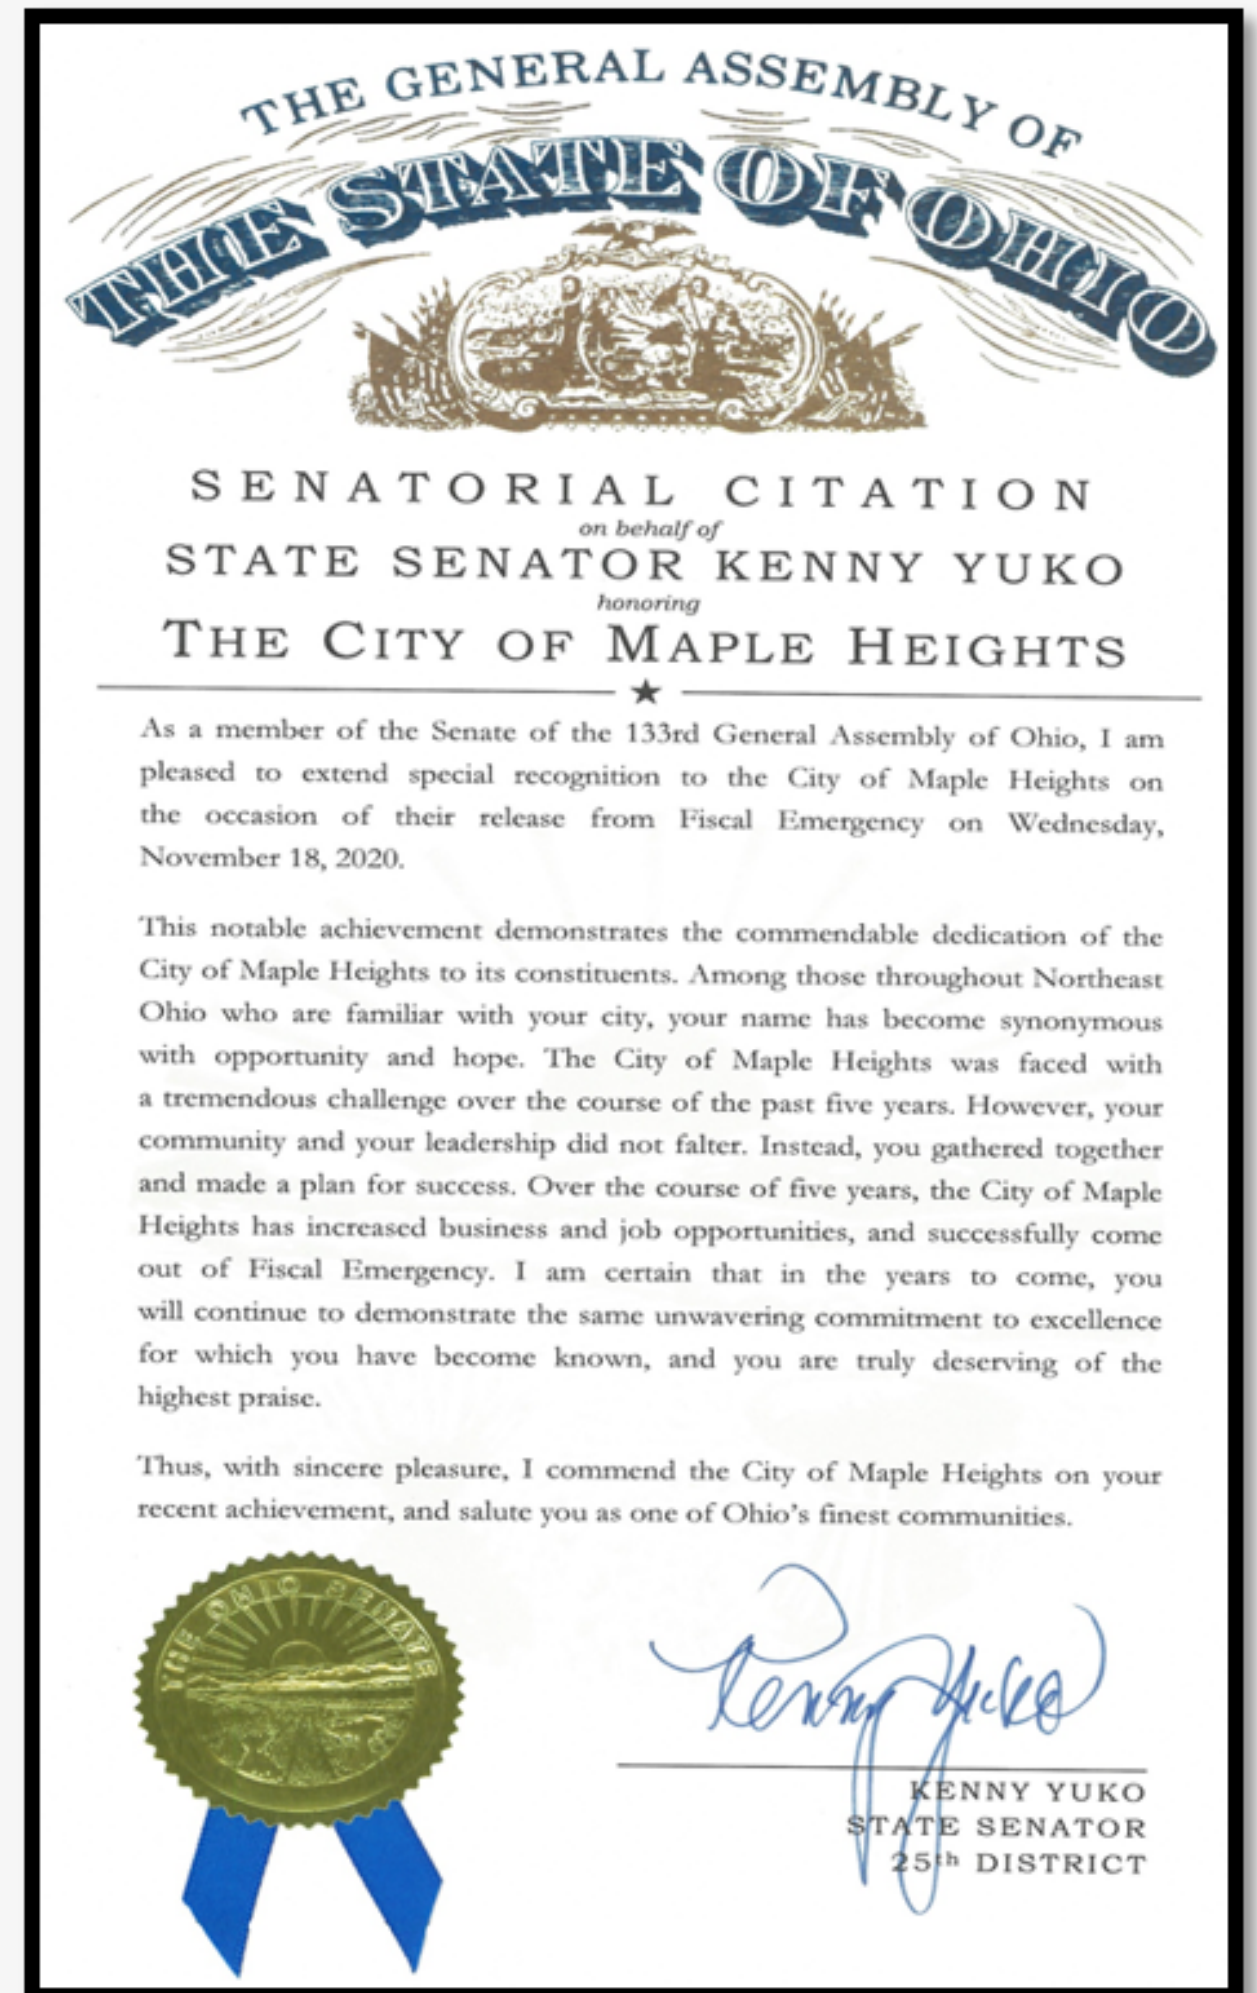 THE GENERAL ASSEMBLY OF
THE STATE OF OHIO
SENATORIAL CITATION
on behalf of
STATE SENATOR KENNY YUKO
honoring
THE CITY OF MAPLE HEIGHTS
As a member of the Senate of the 133rd General Assembly of Ohio, I am
pleased to extend special recognition to the City of Maple Heights on
the occasion of their release from Fiscal Emergency on Wednesday,
November 18, 2020.
This notable achievement demonstrates the commendable dedication of the
City of Maple Heights to its constituents. Among those throughout Northeast
Ohio who are familiar with your city, your name has become synonymous
with opportunity and hope. The City of Maple Heights was faced with
a tremendous challenge over the course of the past five years. However, your
community and your leadership did not falter. Instead, you gathered together
and made a plan for success. Over the course of five years, the City of Maple
Heights has increased business and job opportunities, and successfully come
out of Fiscal Emergency. I am certain that in the years to come, you
will continue to demonstrate the same unwavering commitment to excellence
for which you have become known, and you are truly deserving of the
highest praise.
Thus, with sincere pleasure, I commend the City of Maple Heights on your
recent achievement, and salute you as one of Ohio's finest communities.
THE OHIO SENATE
Kenny Yuko
KENNY YUKO
STATE SENATOR
25th DISTRICT